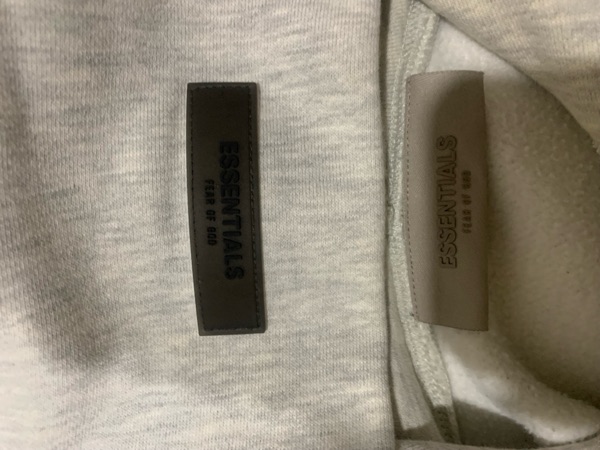 ESSENTIALS
FEAR OF GOD
ESSENTIALS
FEAR OF GOD